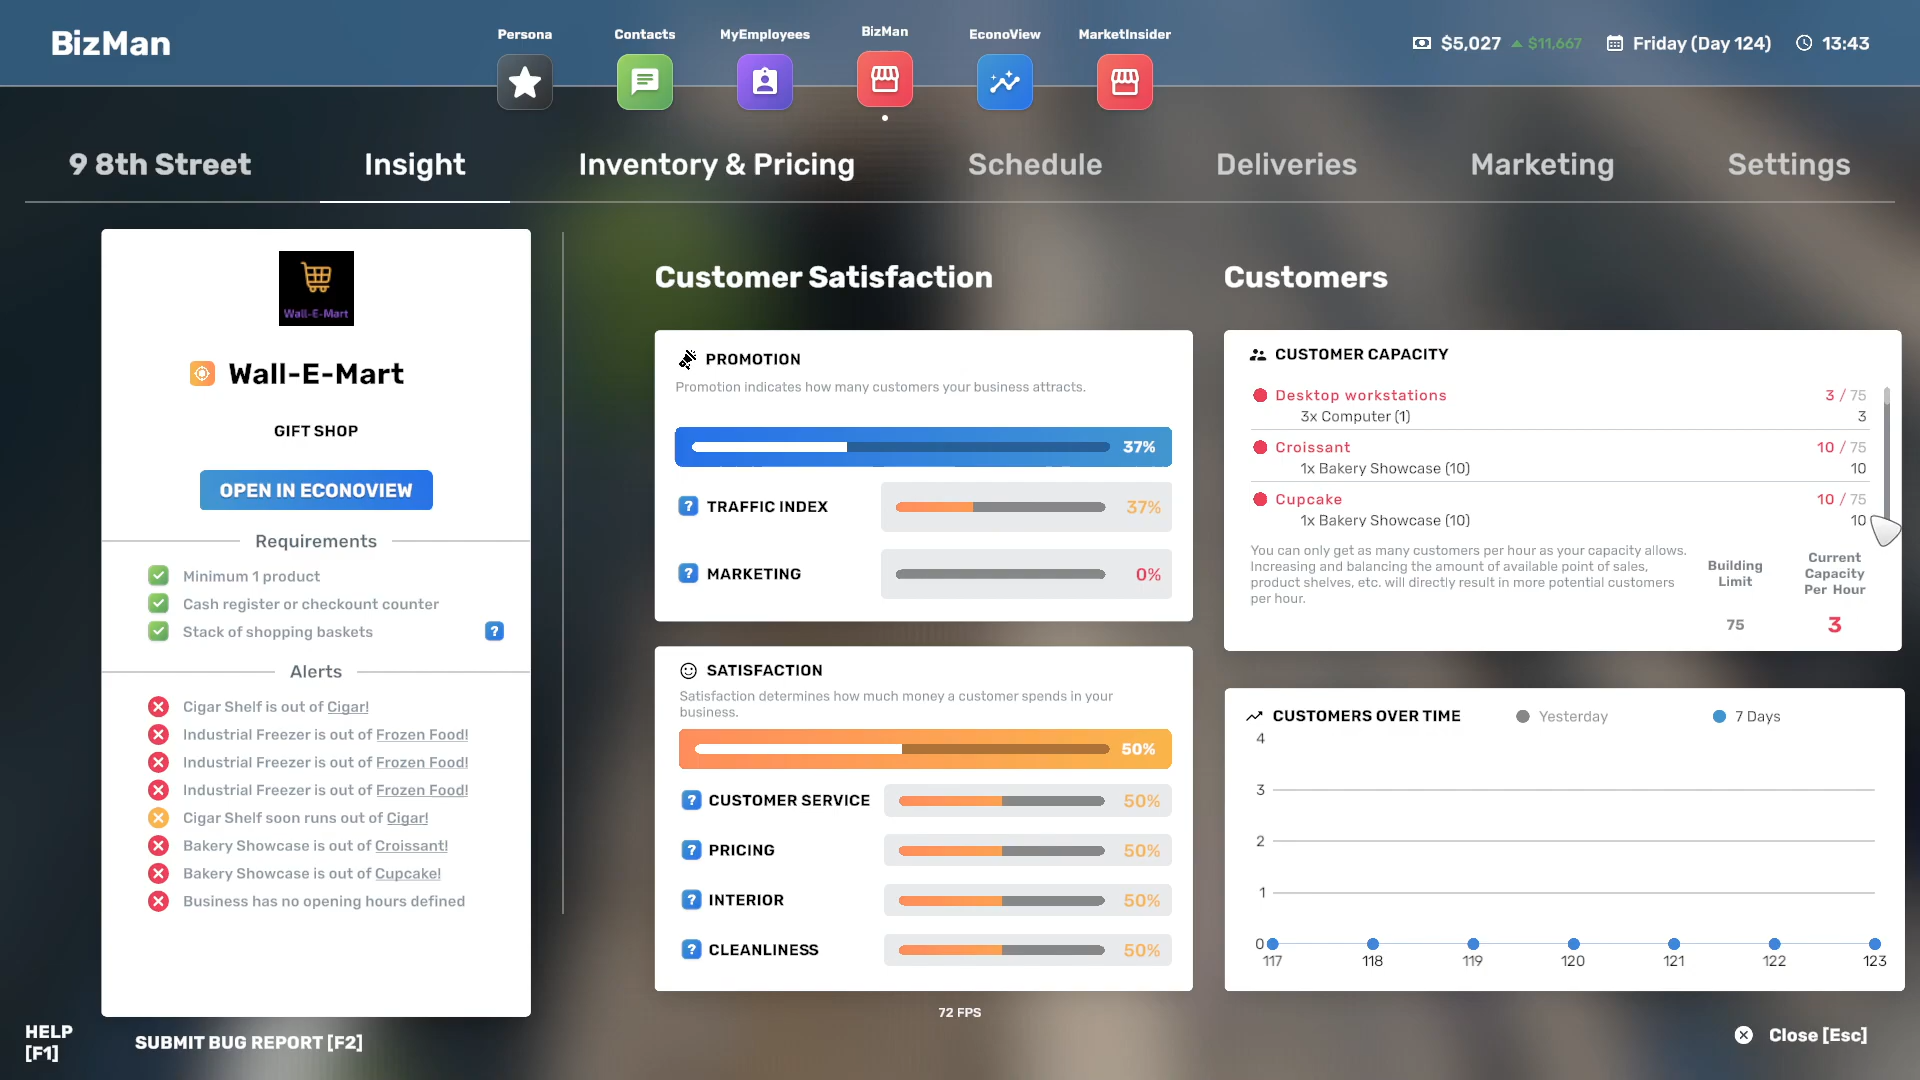 BizMan
Persona
Contacts
MyEmployees
BizMan
EconoView
MarketInsider
$5,027 $11,667
Friday (Day 124)
13:43
9 8th Street
Insight
Inventory & Pricing
Schedule
Deliveries
Marketing
Settings
Wall-E-Mart
Wall-E-Mart
GIFT SHOP
OPEN IN ECONOVIEW
Requirements
Minimum 1 product
Cash register or checkount counter
Stack of shopping baskets ?
Alerts
Cigar Shelf is out of Cigar!
Industrial Freezer is out of Frozen Food!
Industrial Freezer is out of Frozen Food!
Industrial Freezer is out of Frozen Food!
Cigar Shelf soon runs out of Cigar!
Bakery Showcase is out of Croissant!
Bakery Showcase is out of Cupcake!
Business has no opening hours defined
Customer Satisfaction
PROMOTION
Promotion indicates how many customers your business attracts.
37%
? TRAFFIC INDEX 37%
? MARKETING 0%
SATISFACTION
Satisfaction determines how much money a customer spends in your
business.
50%
? CUSTOMER SERVICE 50%
? PRICING 50%
? INTERIOR 50%
? CLEANLINESS 50%
Customers
CUSTOMER CAPACITY
Desktop workstations 3 / 75
3x Computer (1) 3
Croissant 10 / 75
1x Bakery Showcase (10) 10
Cupcake 10 / 75
1x Bakery Showcase (10) 10
You can only get as many customers per hour as your capacity allows.
Increasing and balancing the amount of available point of sales,
product shelves, etc. will directly result in more potential customers
per hour.
Building
Limit
75
Current
Capacity
Per Hour
3
CUSTOMERS OVER TIME Yesterday 7 Days
4
3
2
1
0
117 118 119 120 121 122 123
72 FPS
HELP
[F1]
SUBMIT BUG REPORT [F2]
Close [Esc]